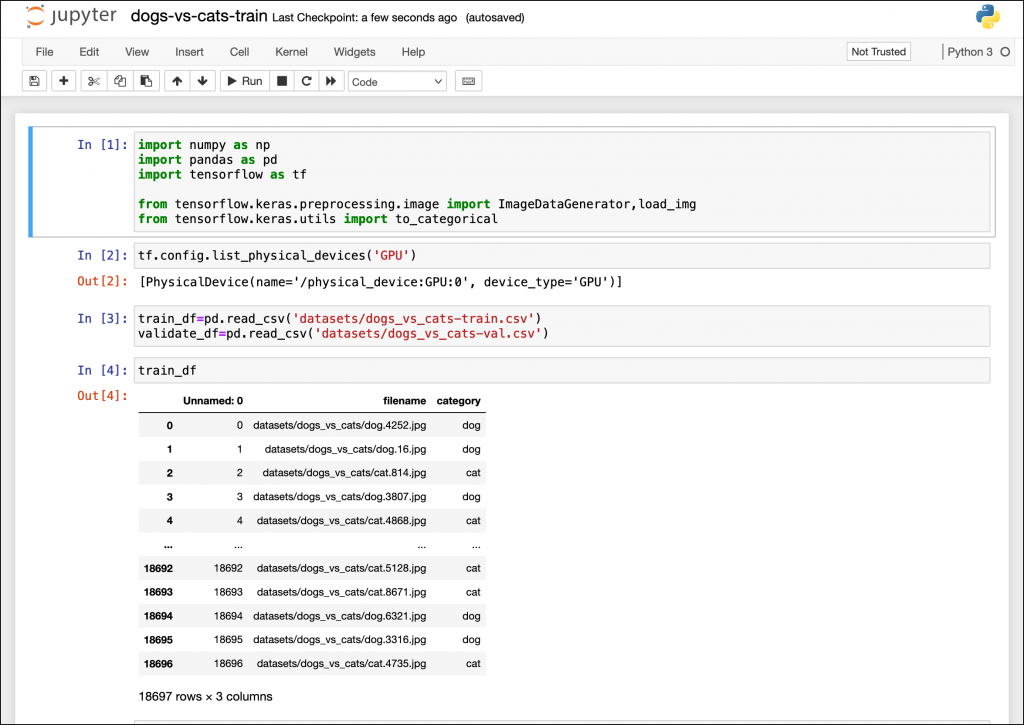 jupyter dogs-vs-cats-train Last Checkpoint: a few seconds ago (autosaved)
File Edit View Insert Cell Kernel Widgets Help Not Trusted Python 3
Run Code
In [1]: import numpy as np
import pandas as pd
import tensorflow as tf
from tensorflow.keras.preprocessing.image import ImageDataGenerator,load_img
from tensorflow.keras.utils import to_categorical
In [2]: tf.config.list_physical_devices('GPU')
Out[2]: [PhysicalDevice(name='/physical_device:GPU:0', device_type='GPU')]
In [3]: train_df=pd.read_csv('datasets/dogs_vs_cats-train.csv')
validate_df=pd.read_csv('datasets/dogs_vs_cats-val.csv')
In [4]: train_df
Out[4]:
Unnamed: 0 filename category
0 0 datasets/dogs_vs_cats/dog.4252.jpg dog
1 1 datasets/dogs_vs_cats/dog.16.jpg dog
2 2 datasets/dogs_vs_cats/cat.814.jpg cat
3 3 datasets/dogs_vs_cats/dog.3807.jpg dog
4 4 datasets/dogs_vs_cats/cat.4868.jpg cat
... ... ... ...
18692 18692 datasets/dogs_vs_cats/cat.5128.jpg cat
18693 18693 datasets/dogs_vs_cats/cat.8671.jpg cat
18694 18694 datasets/dogs_vs_cats/dog.6321.jpg dog
18695 18695 datasets/dogs_vs_cats/dog.3316.jpg dog
18696 18696 datasets/dogs_vs_cats/cat.4735.jpg cat
18697 rows × 3 columns